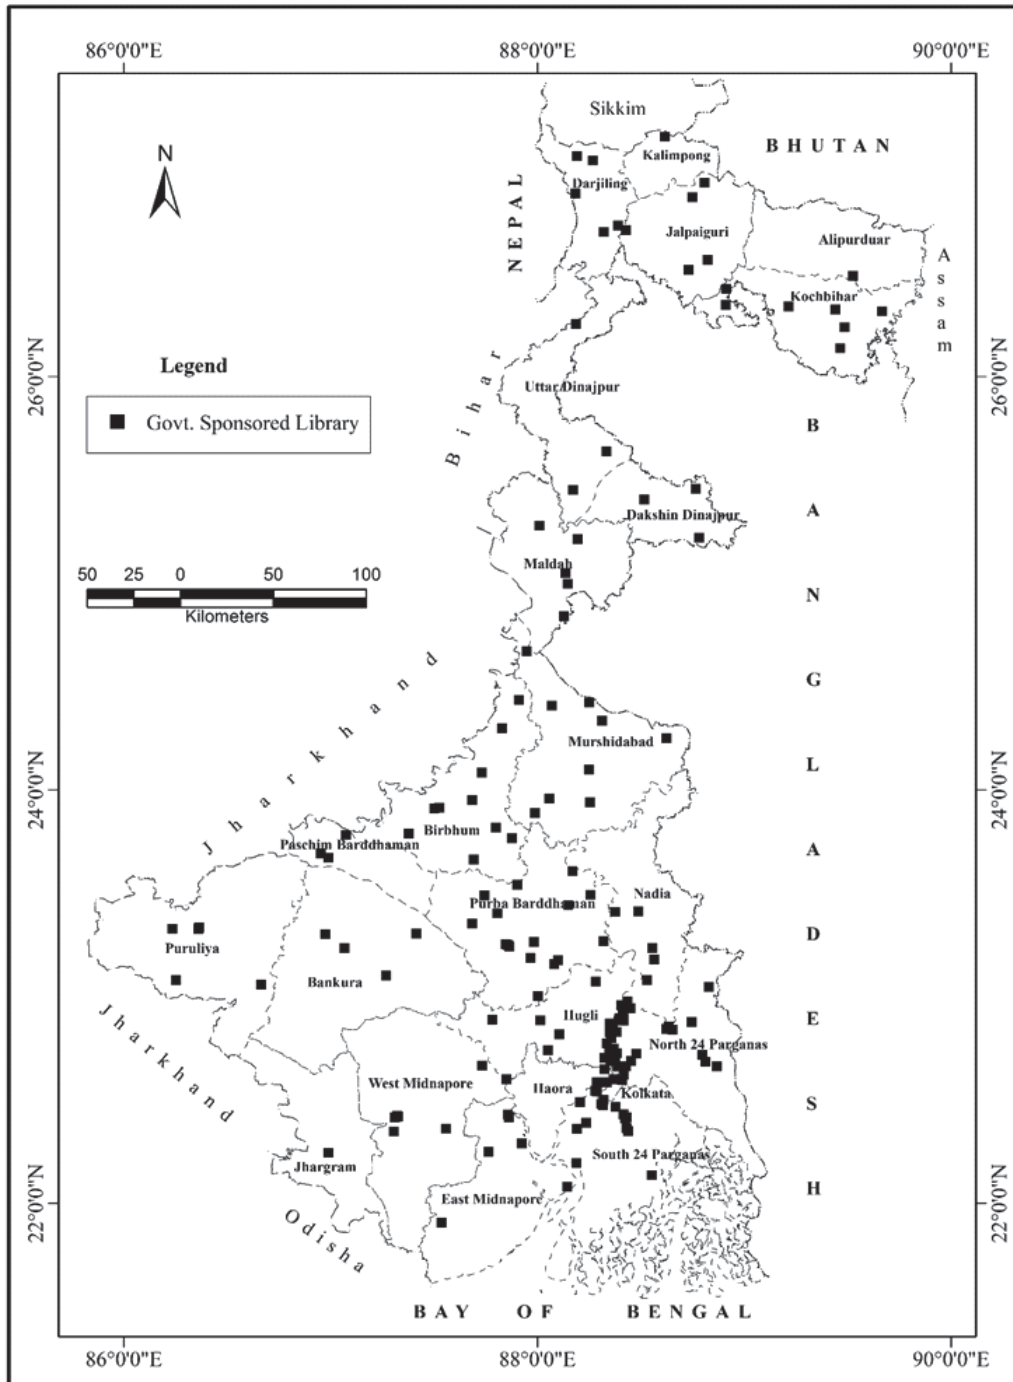 86°0'0"E 88°0'0"E 90°0'0"E
Sikkim
BHUTAN
N
Kalimpong
Darjiling
NEPAL
Jalpaiguri
Alipurduar
Assam
Kochbihar
Legend
Govt. Sponsored Library
26°0'0"N
26°0'0"N
Bihar
Uttar Dinajpur
BANGLADESH
Dakshin Dinajpur
Maldah
50 25 0 50 100
Kilometers
Jharkhand
Murshidabad
24°0'0"N
24°0'0"N
Birbhum
Paschim Barddhaman
Nadia
Purba Barddhaman
Puruliya
Bankura
Hugli
North 24 Parganas
Jharkhand
West Midnapore
Haora
Kolkata
South 24 Parganas
Jhargram
East Midnapore
22°0'0"N
22°0'0"N
Odisha
BAY OF BENGAL
86°0'0"E 88°0'0"E 90°0'0"E